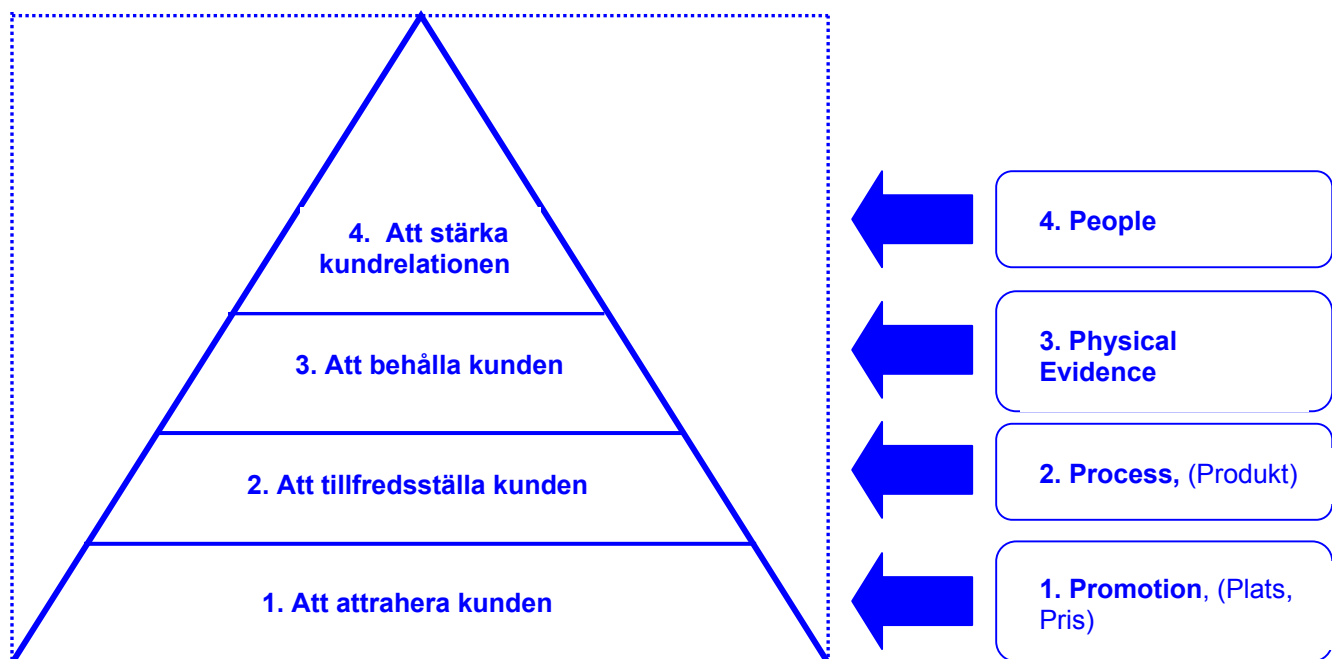 4. Att stärka
kundrelationen
4. People
3. Att behålla kunden
3. Physical
Evidence
2. Att tillfredsställa kunden
2. Process, (Produkt)
1. Att attrahera kunden
1. Promotion, (Plats,
Pris)